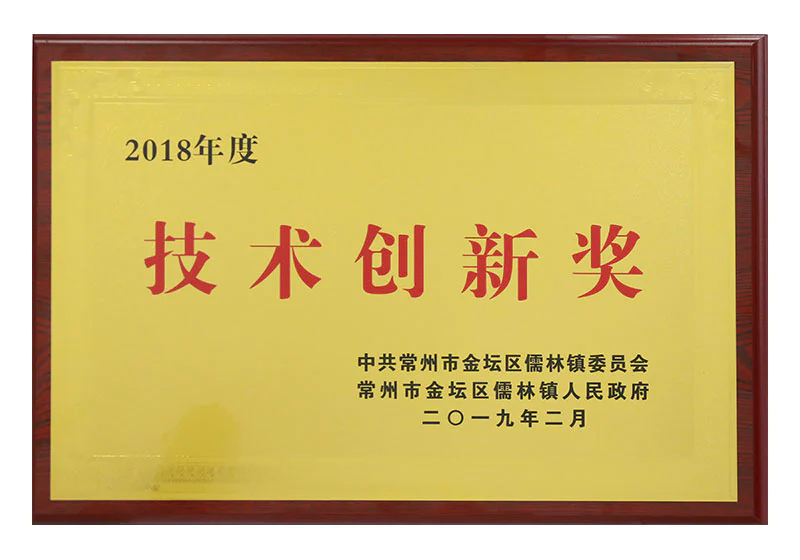 2018年度
技术创新奖
中共常州市金坛区儒林镇委员会
常州市金坛区儒林镇人民政府
二〇一九年二月